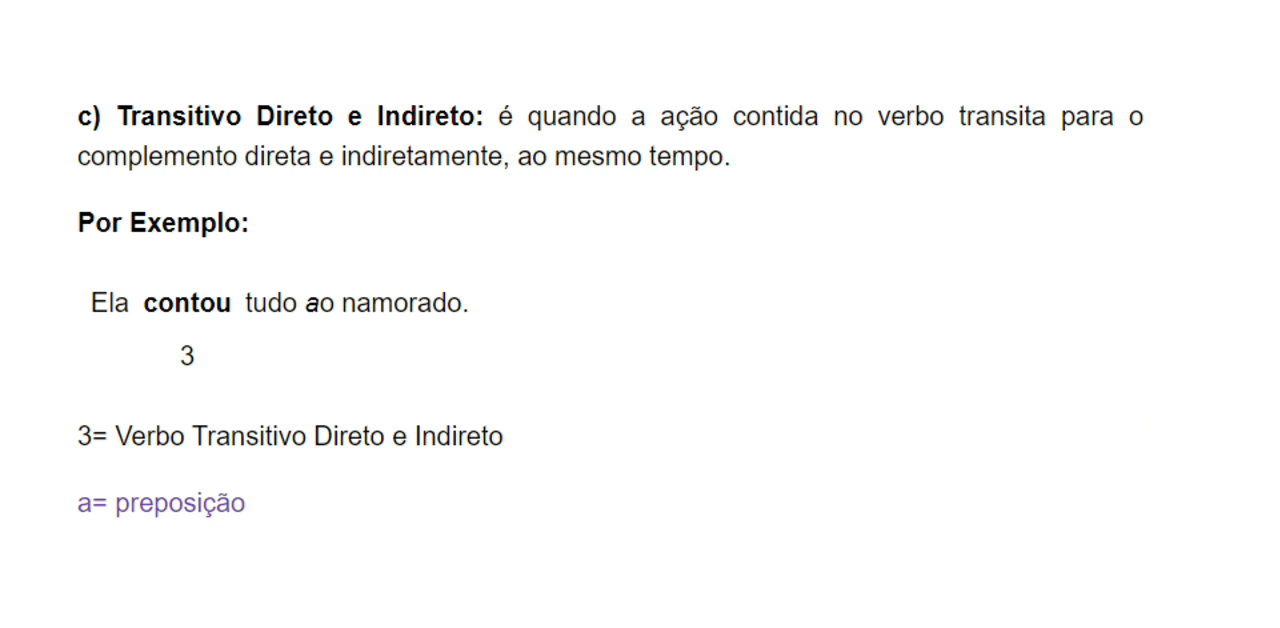 c) Transitivo Direto e Indireto: é quando a ação contida no verbo transita para o
complemento direta e indiretamente, ao mesmo tempo.
Por Exemplo:
Ela contou tudo ao namorado.
3
3= Verbo Transitivo Direto e Indireto
a= preposição